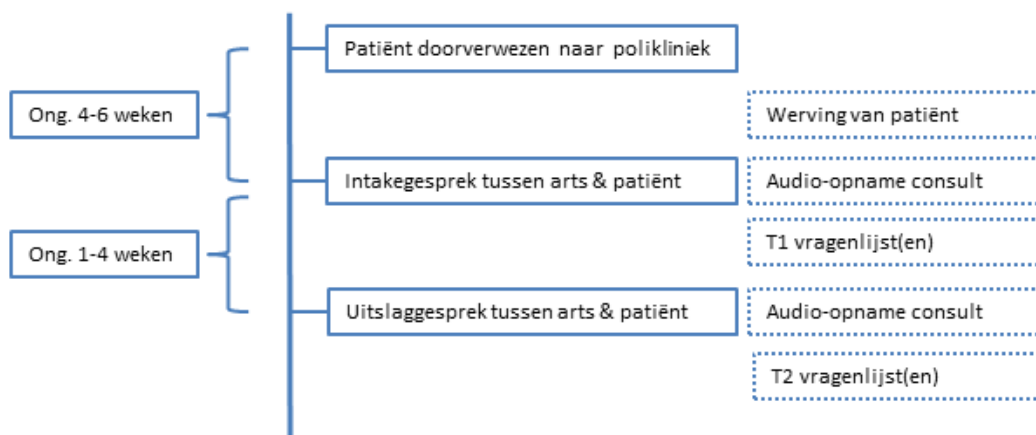 Patiënt doorverwezen naar polikliniek
Ong. 4-6 weken
Werving van patiënt
Intakegesprek tussen arts & patiënt
Audio-opname consult
T1 vragenlijst(en)
Ong. 1-4 weken
Uitslaggesprek tussen arts & patiënt
Audio-opname consult
T2 vragenlijst(en)